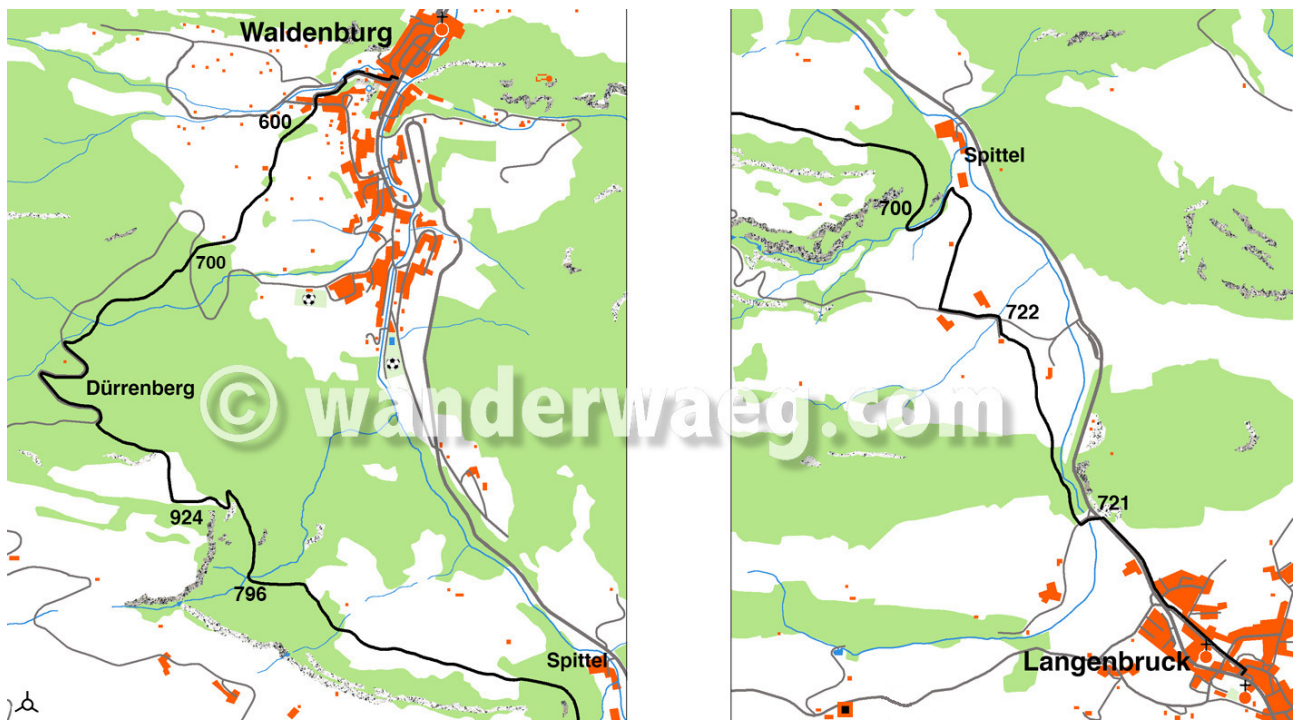 Waldenburg
600
700
Dürrenberg
924
796
Spittel
© wanderwaeg.com
Spittel
700
722
721
Langenbruck